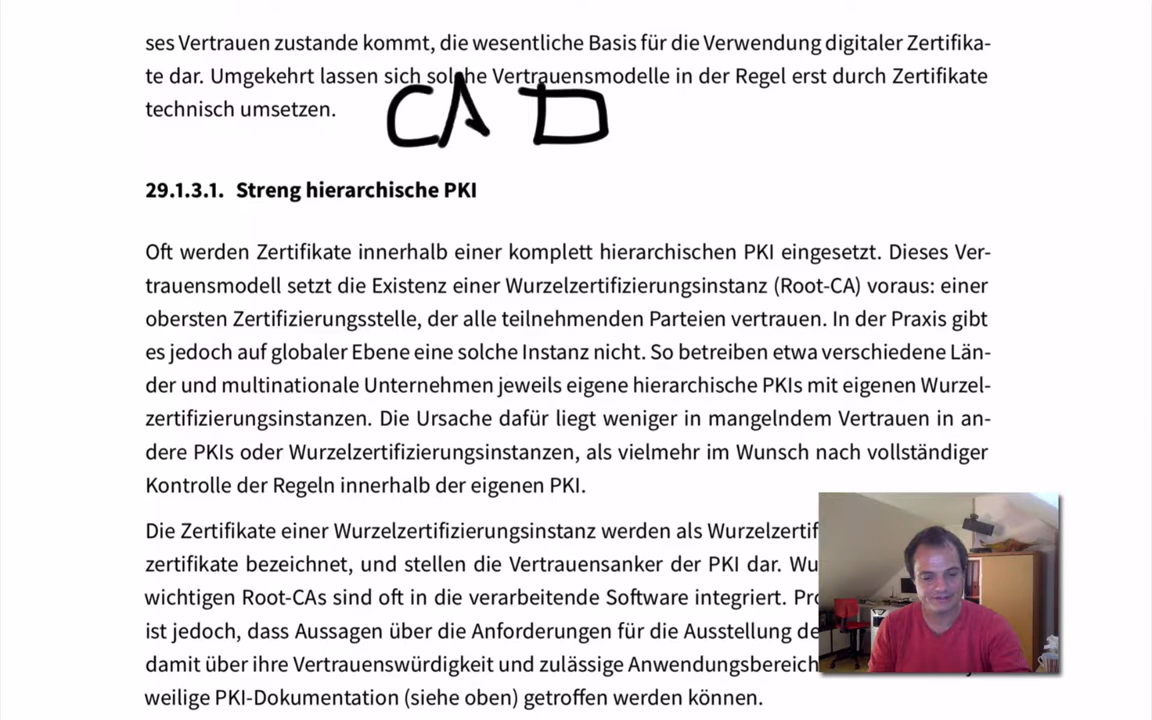 ses Vertrauen zustande kommt, die wesentliche Basis für die Verwendung digitaler Zertifika-
te dar. Umgekehrt lassen sich solche Vertrauensmodelle in der Regel erst durch Zertifikate
technisch umsetzen.
CA D
29.1.3.1. Streng hierarchische PKI
Oft werden Zertifikate innerhalb einer komplett hierarchischen PKI eingesetzt. Dieses Ver-
trauensmodell setzt die Existenz einer Wurzelzertifizierungsinstanz (Root-CA) voraus: einer
obersten Zertifizierungsstelle, der alle teilnehmenden Parteien vertrauen. In der Praxis gibt
es jedoch auf globaler Ebene eine solche Instanz nicht. So betreiben etwa verschiedene Län-
der und multinationale Unternehmen jeweils eigene hierarchische PKIs mit eigenen Wurzel-
zertifizierungsinstanzen. Die Ursache dafür liegt weniger in mangelndem Vertrauen in an-
dere PKIs oder Wurzelzertifizierungsinstanzen, als vielmehr im Wunsch nach vollständiger
Kontrolle der Regeln innerhalb der eigenen PKI.
Die Zertifikate einer Wurzelzertifizierungsinstanz werden als Wurzelzertif
zertifikate bezeichnet, und stellen die Vertrauensanker der PKI dar. Wu
wichtigen Root-CAs sind oft in die verarbeitende Software integriert. Pro
ist jedoch, dass Aussagen über die Anforderungen für die Ausstellung de
damit über ihre Vertrauenswürdigkeit und zulässige Anwendungsbereich
weilige PKI-Dokumentation (siehe oben) getroffen werden können.